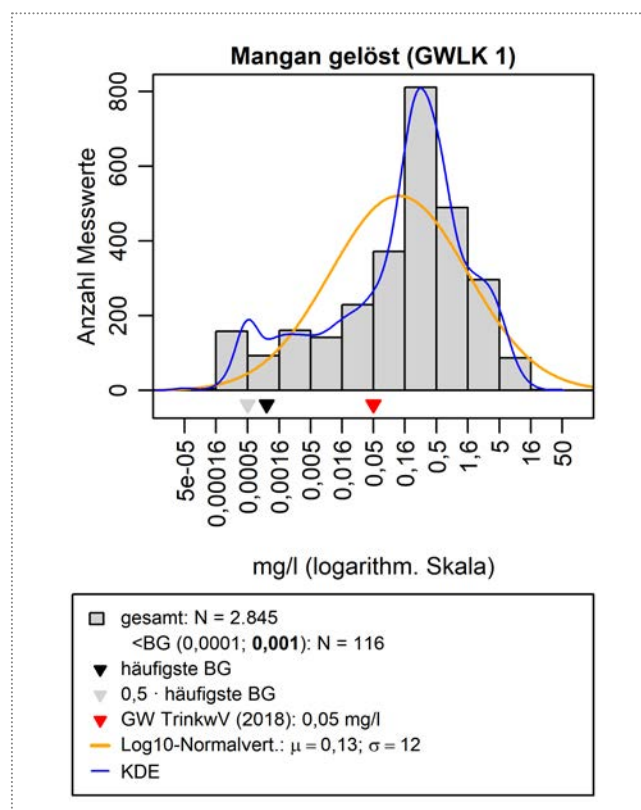 Mangan gelöst (GWLK 1)
Anzahl Messwerte
800
600
400
200
0
5e-05
0,00016
0,0005
0,0016
0,005
0,016
0,05
0,16
0,5
1,6
5
16
50
mg/l (logarithm. Skala)
gesamt: N = 2.845
<BG (0,0001; 0,001): N = 116
häufigste BG
0,5 · häufigste BG
GW TrinkwV (2018): 0,05 mg/l
Log10-Normalvert.: μ = 0,13; σ = 12
KDE